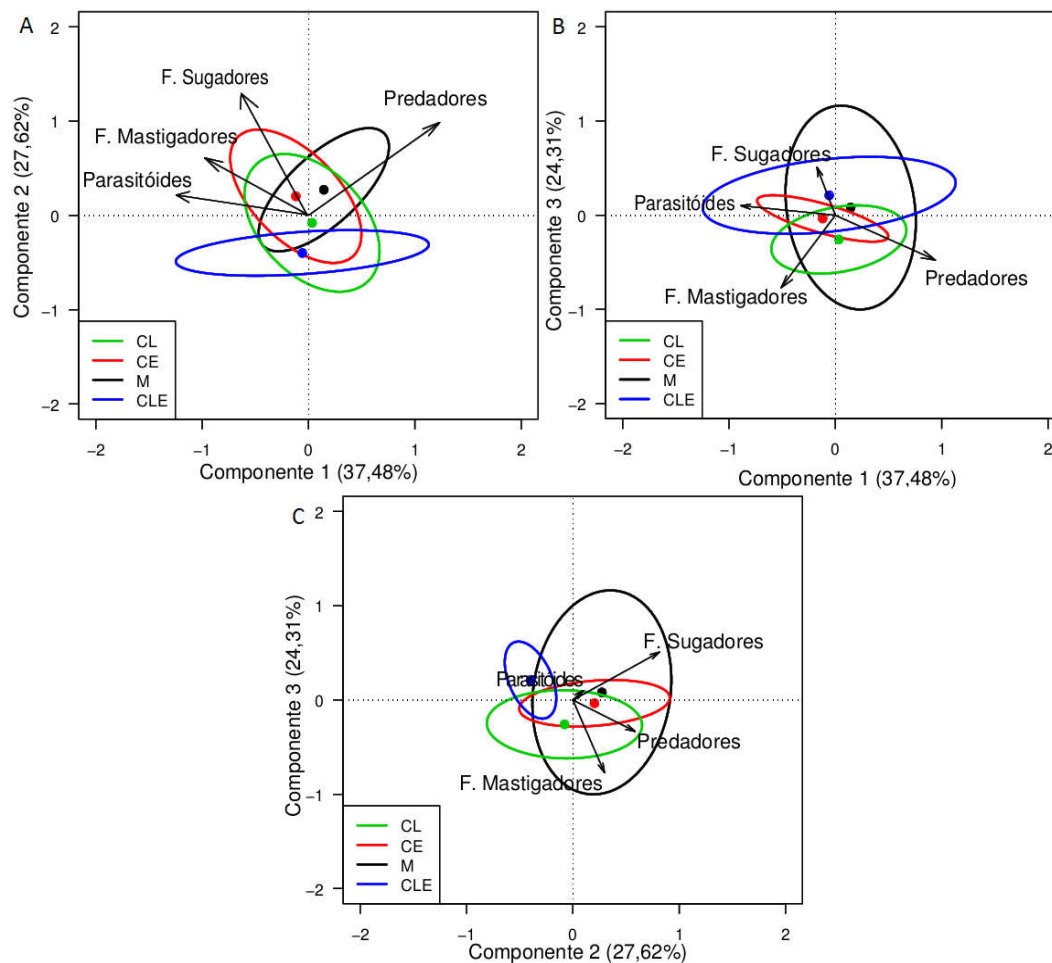 A
2
1
0
−1
−2
Componente 2 (27,62%)
F. Sugadores
Predadores
F. Mastigadores
Parasitóides
CL
CE
M
CLE
−2
−1
0
1
2
Componente 1 (37,48%)
B
2
1
0
−1
−2
Componente 3 (24,31%)
F. Sugadores
Parasitóides
Predadores
F. Mastigadores
CL
CE
M
CLE
−2
−1
0
1
2
Componente 1 (37,48%)
C
2
1
0
−1
−2
Componente 3 (24,31%)
F. Sugadores
Parasitóides
Predadores
F. Mastigadores
CL
CE
M
CLE
−2
−1
0
1
2
Componente 2 (27,62%)